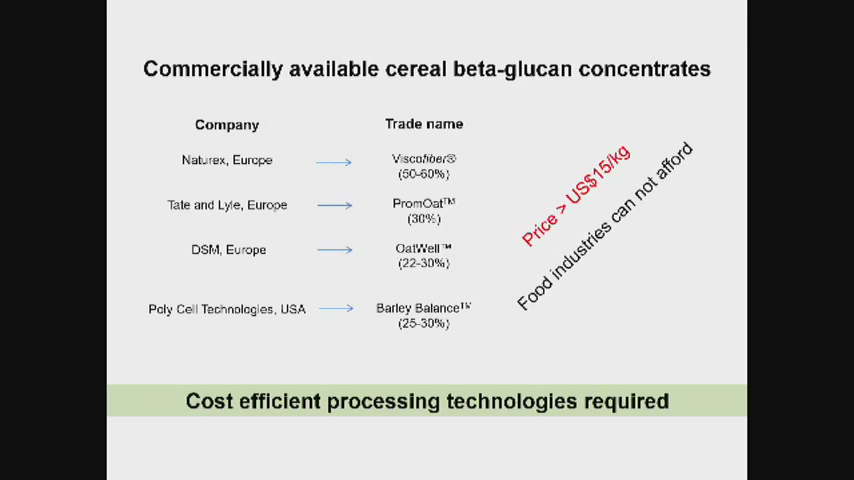 Commercially available cereal beta-glucan concentrates
Company
Trade name
Naturex, Europe
Viscofiber®
(50-60%)
Tate and Lyle, Europe
PromOat™
(30%)
DSM, Europe
OatWell™
(22-30%)
Poly Cell Technologies, USA
Barley Balance™
(25-30%)
Price > US$15/kg
Food industries can not afford
Cost efficient processing technologies required